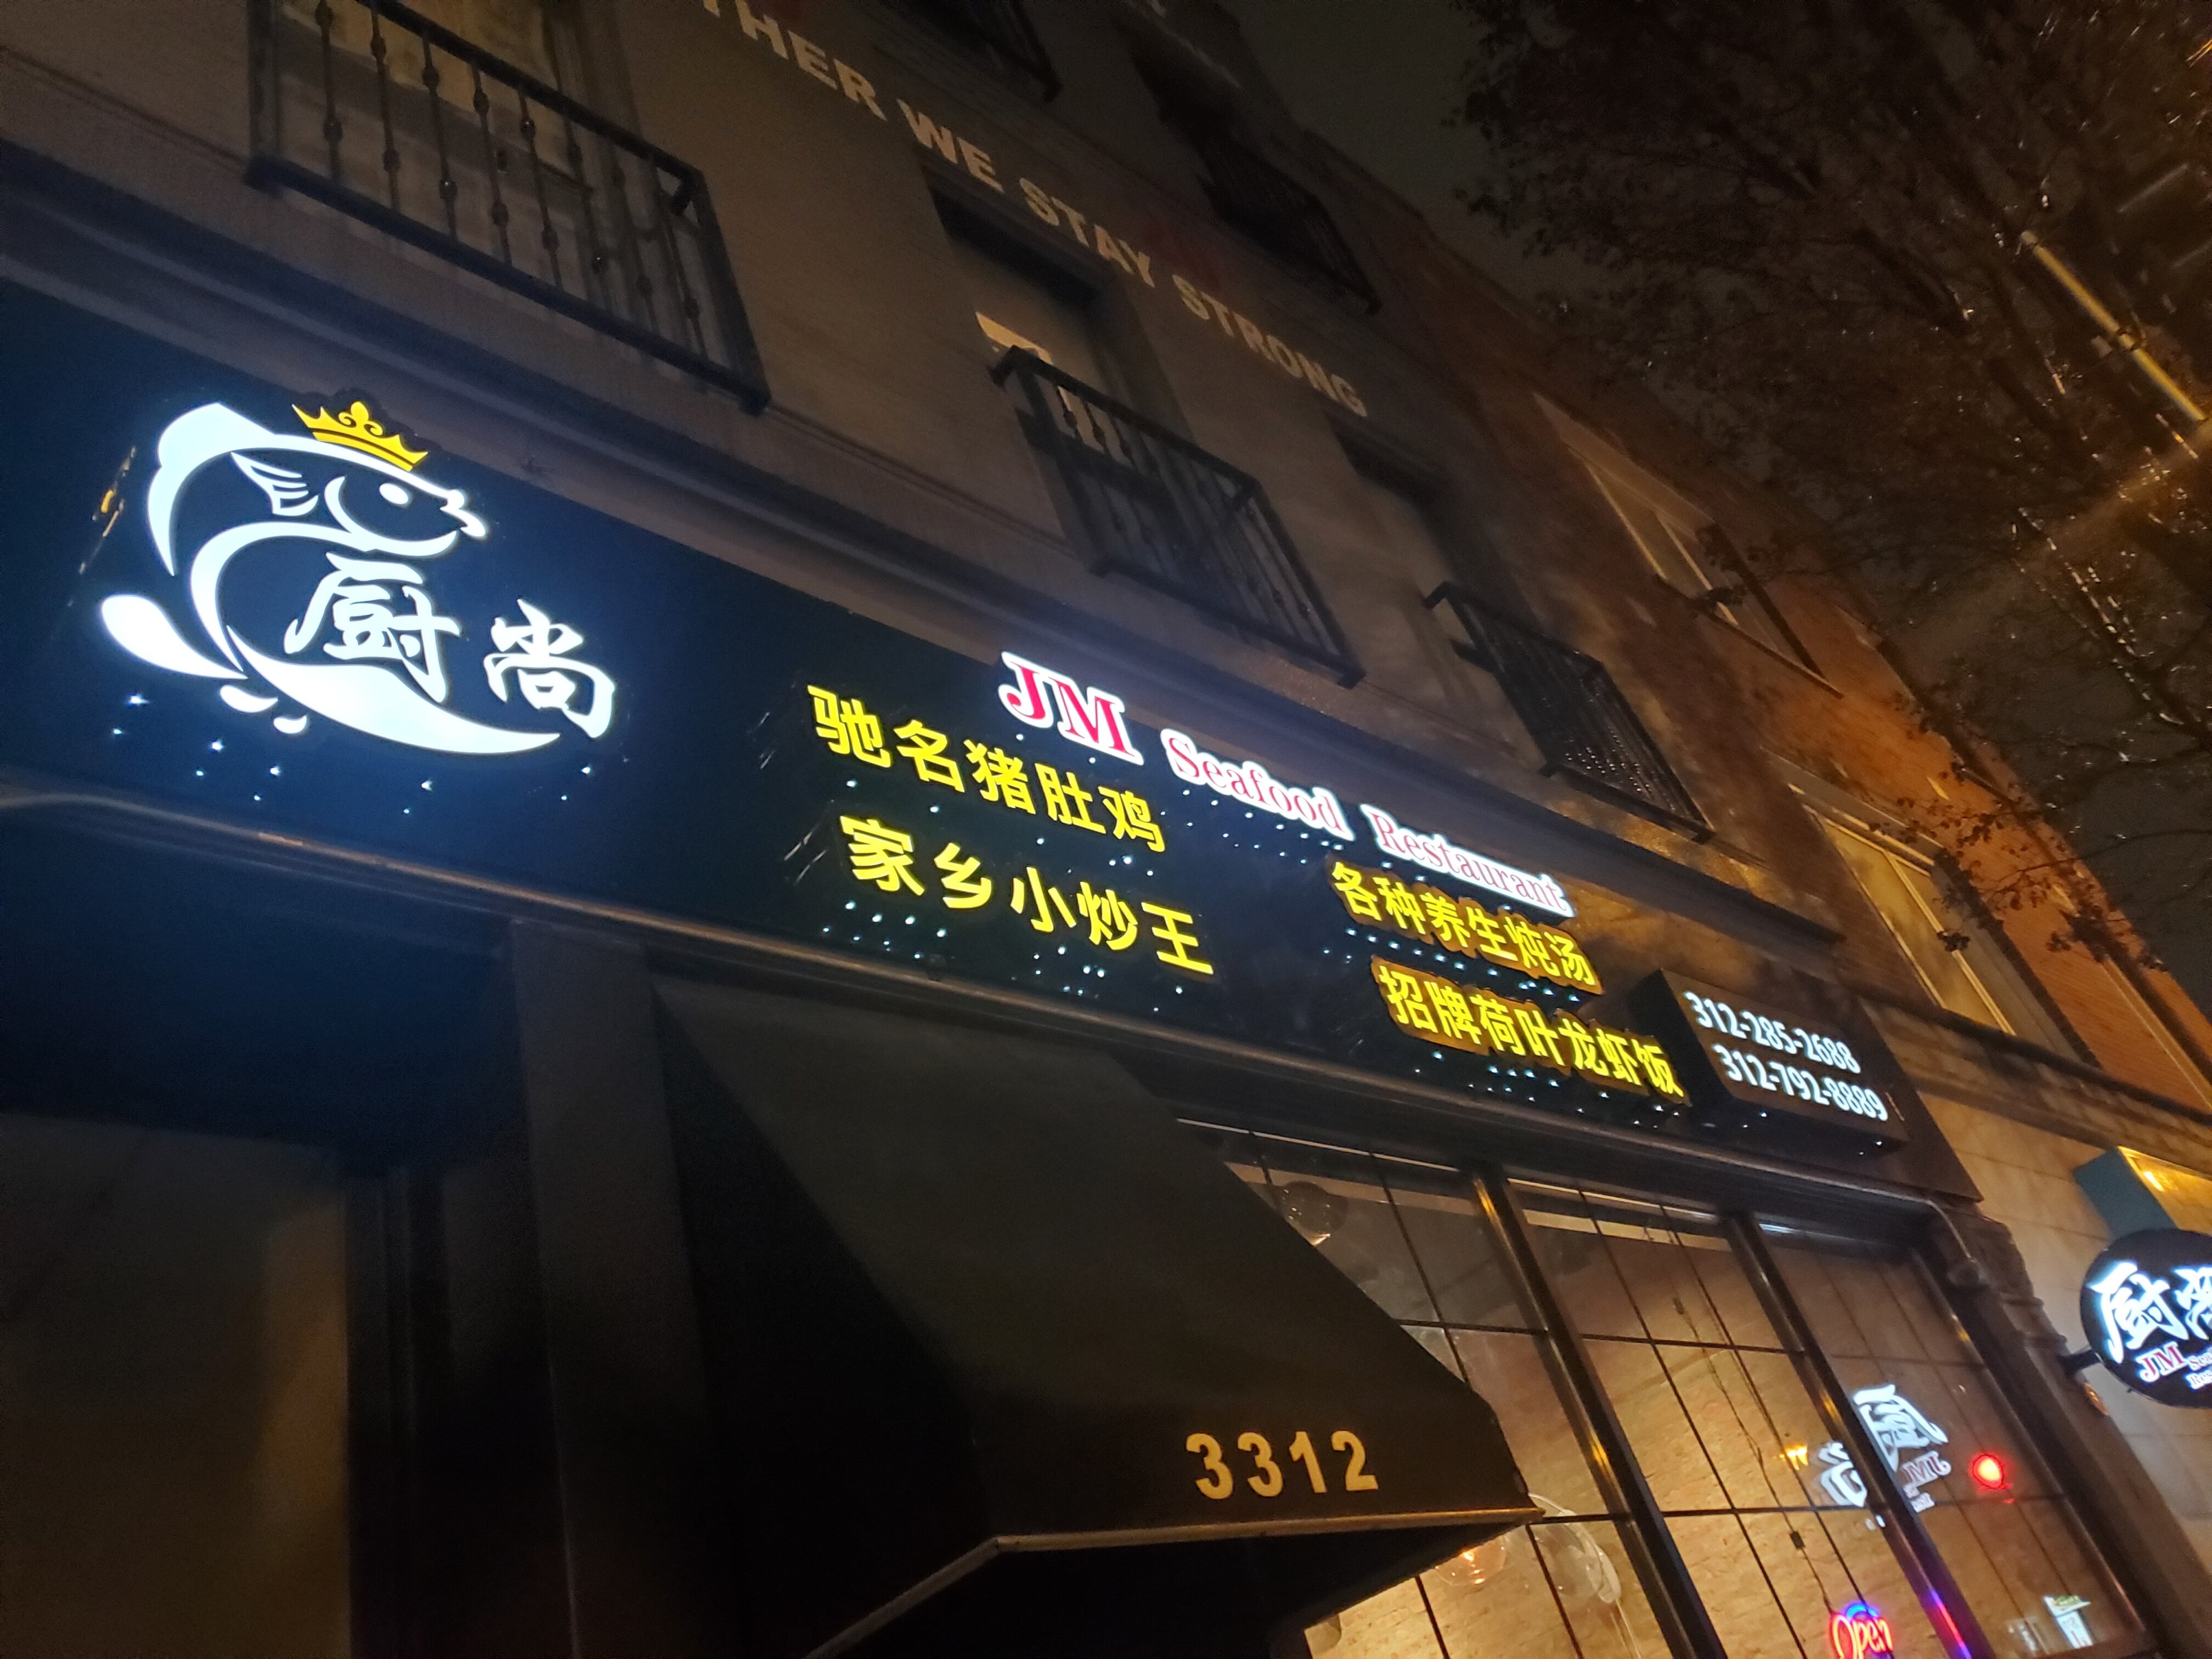 THER WE STAY STRONG
厨尚
JM Seafood Restaurant
驰名猪肚鸡
家乡小炒王
各种养生炖汤
招牌荷叶龙虾饭
312-285-2688
312-792-8889
3312
厨尚
JM
Open